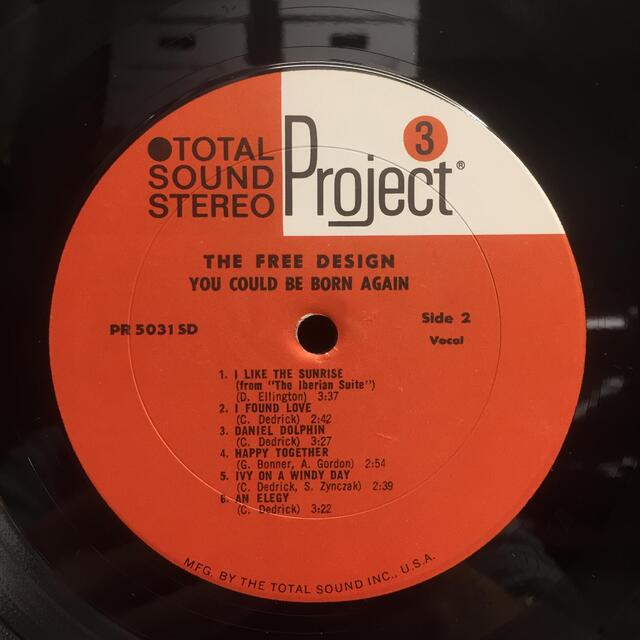 ●TOTAL
SOUND
STEREO
Project®
3
THE FREE DESIGN
YOU COULD BE BORN AGAIN
PR 5031 SD
Side 2
Vocal
1. I LIKE THE SUNRISE
(from "The Iberian Suite")
(D. Ellington) 3:37
2. I FOUND LOVE
(C. Dedrick) 2:42
3. DANIEL DOLPHIN
(C. Dedrick) 3:27
4. HAPPY TOGETHER
(G. Bonner, A. Gordon) 2:54
5. IVY ON A WINDY DAY
(C. Dedrick, S. Zynczak) 2:39
6. AN ELEGY
(C. Dedrick) 3:22
MFG. BY THE TOTAL SOUND INC., U.S.A.